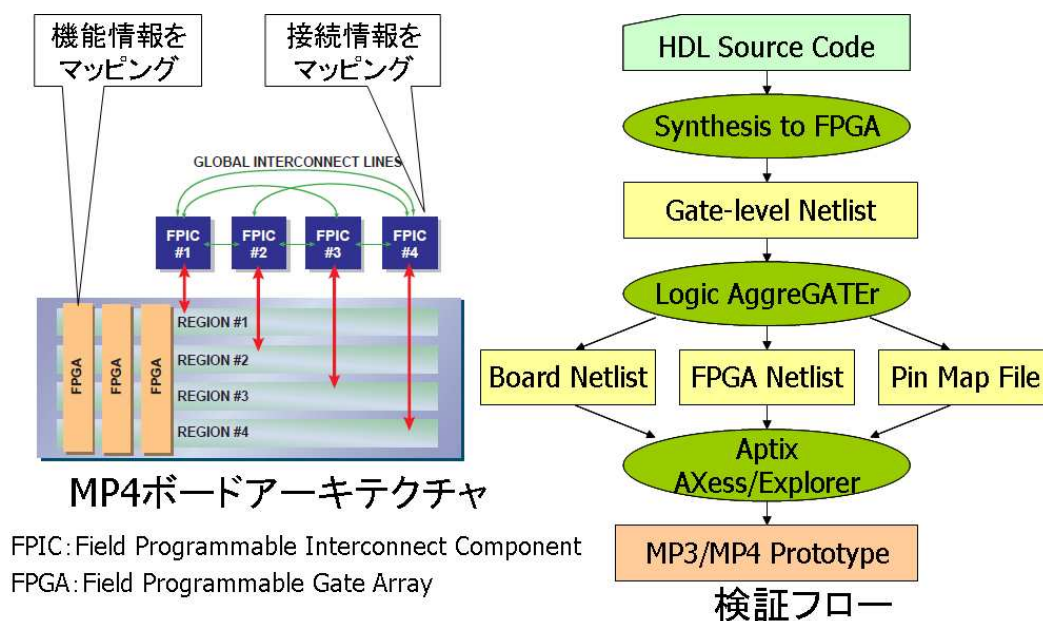 機能情報を
マッピング
接続情報を
マッピング
GLOBAL INTERCONNECT LINES
FPIC
#1
FPIC
#2
FPIC
#3
FPIC
#4
FPGA
FPGA
FPGA
REGION #1
REGION #2
REGION #3
REGION #4
MP4ボードアーキテクチャ
FPIC:Field Programmable Interconnect Component
FPGA:Field Programmable Gate Array
HDL Source Code
Synthesis to FPGA
Gate-level Netlist
Logic AggreGATEr
Board Netlist
FPGA Netlist
Pin Map File
Aptix
AXess/Explorer
MP3/MP4 Prototype
検証フロー